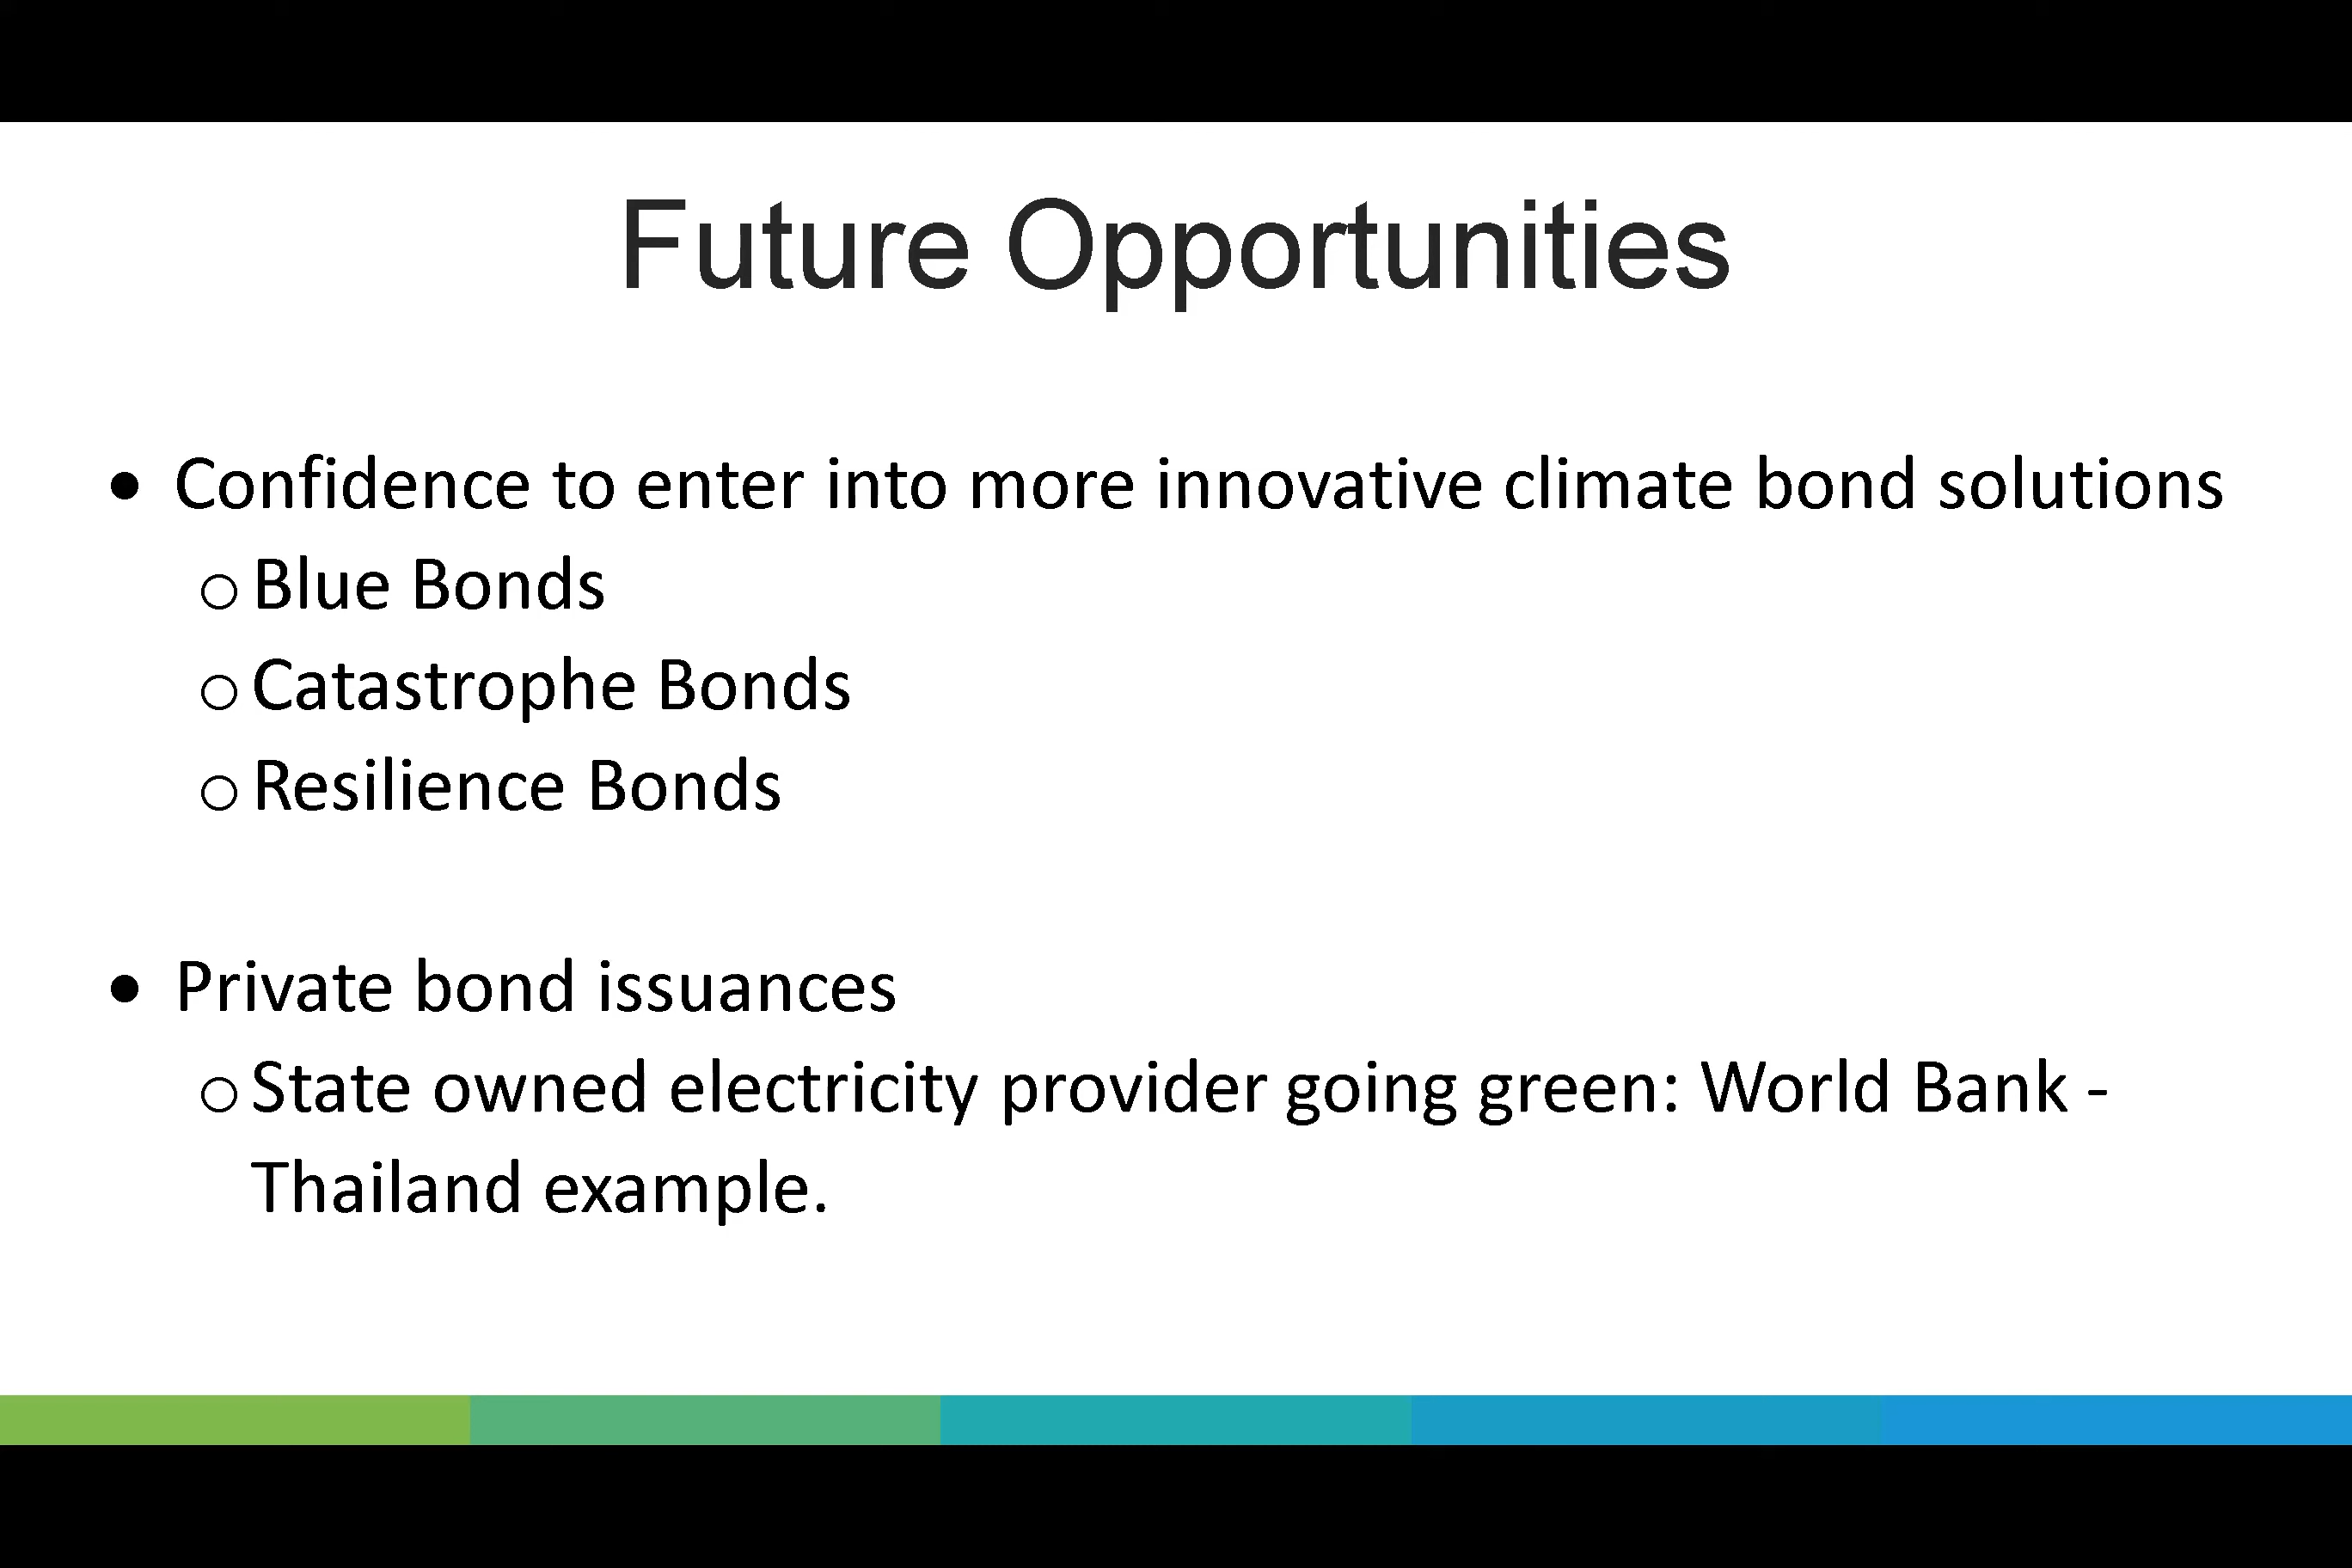 Future Opportunities
• Confidence to enter into more innovative climate bond solutions
○ Blue Bonds
○ Catastrophe Bonds
○ Resilience Bonds
• Private bond issuances
○ State owned electricity provider going green: World Bank -
Thailand example.